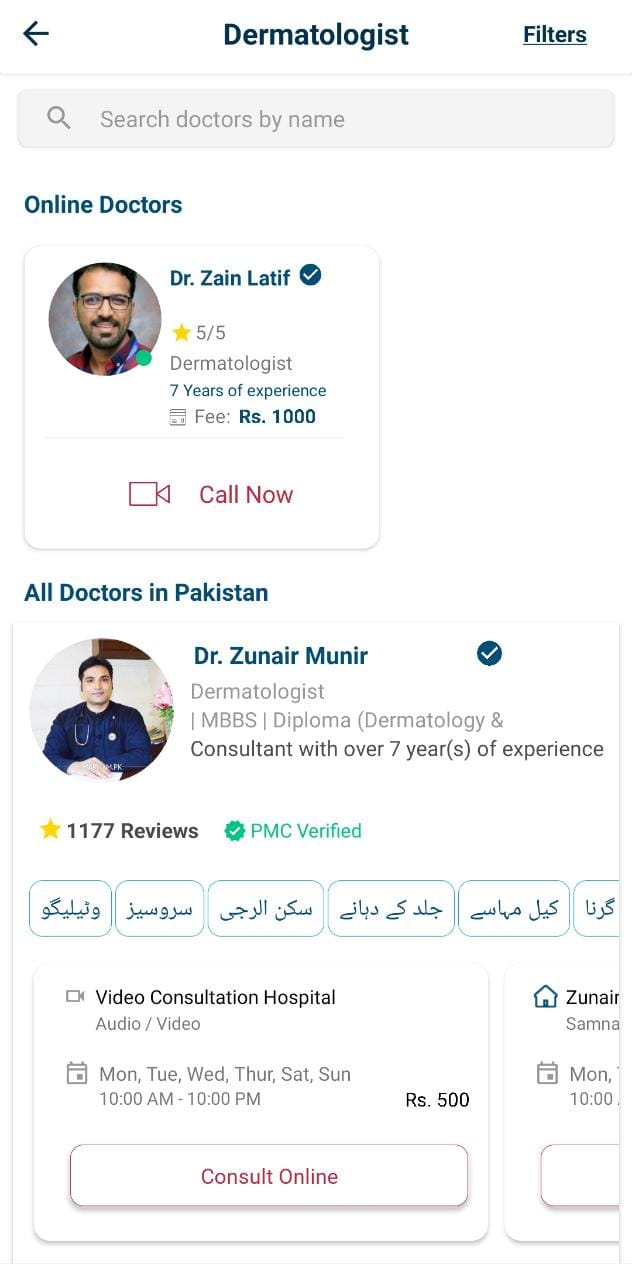 Dermatologist
Filters
Search doctors by name
Online Doctors
Dr. Zain Latif
5/5
Dermatologist
7 Years of experience
Fee: Rs. 1000
Call Now
All Doctors in Pakistan
Dr. Zunair Munir
Dermatologist
| MBBS | Diploma (Dermatology &
Consultant with over 7 year(s) of experience
1177 Reviews
PMC Verified
وٹیلیگو
سروسیز
سکن الرجی
جلد کے دہانے
کیل مہاسے
گرنا
Video Consultation Hospital
Audio / Video
Mon, Tue, Wed, Thur, Sat, Sun
10:00 AM - 10:00 PM
Rs. 500
Consult Online
Zunair
Samna
Mon,
10:00